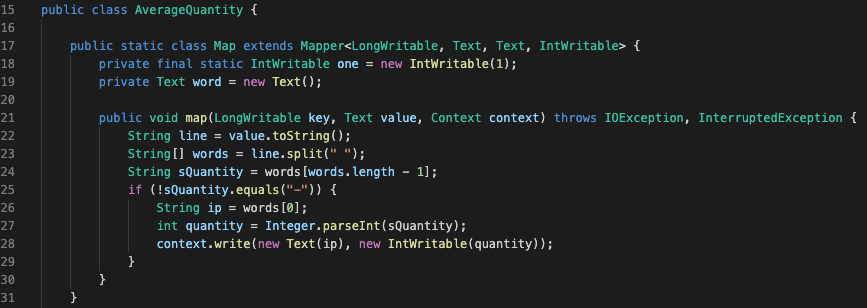 15 public class AverageQuantity {
16
17     public static class Map extends Mapper<LongWritable, Text, Text, IntWritable> {
18         private final static IntWritable one = new IntWritable(1);
19         private Text word = new Text();
20
21         public void map(LongWritable key, Text value, Context context) throws IOException, InterruptedException {
22             String line = value.toString();
23             String[] words = line.split(" ");
24             String sQuantity = words[words.length - 1];
25             if (!sQuantity.equals("-")) {
26                 String ip = words[0];
27                 int quantity = Integer.parseInt(sQuantity);
28                 context.write(new Text(ip), new IntWritable(quantity));
29             }
30         }
31     }